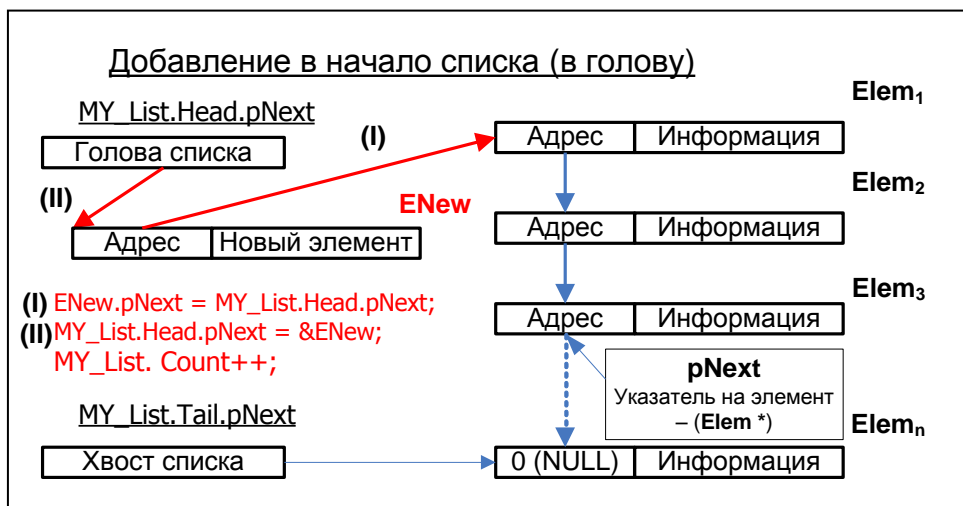 Добавление в начало списка (в голову)
Elem1
MY_List.Head.pNext
(I)
Голова списка
Адрес
Информация
(II)
ENew
Elem2
Адрес
Новый элемент
Адрес
Информация
(I) ENew.pNext = MY_List.Head.pNext;
Elem3
(II) MY_List.Head.pNext = &ENew;
Адрес
Информация
MY_List. Count++;
pNext
Указатель на элемент
– (Elem *)
MY_List.Tail.pNext
Elemn
Хвост списка
0 (NULL)
Информация